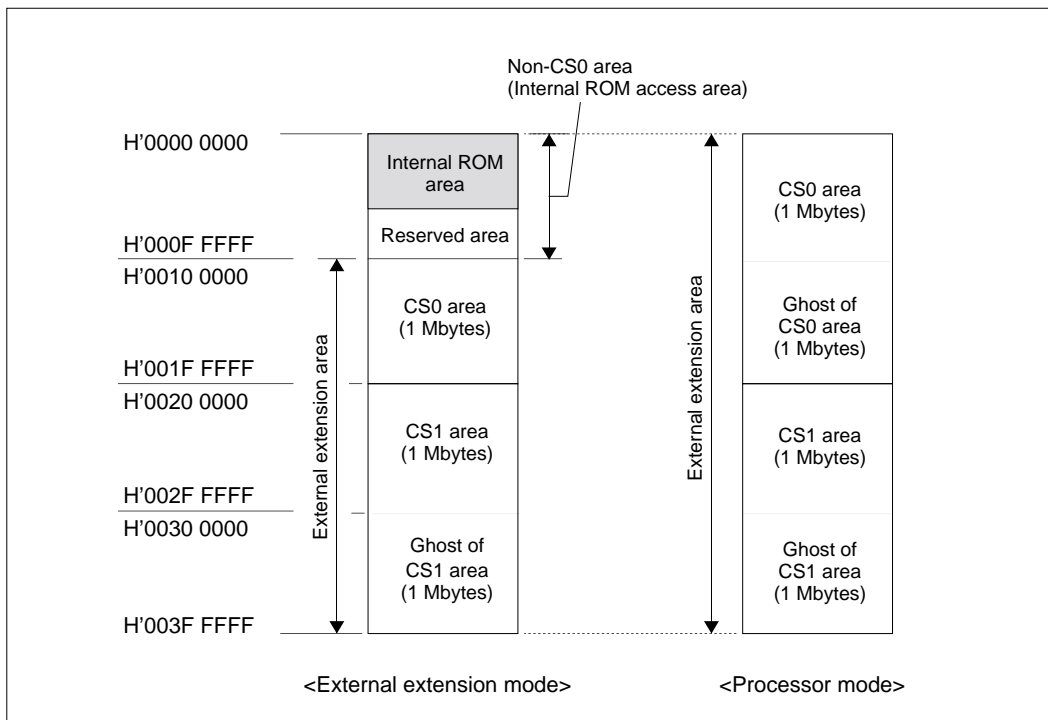 Non-CS0 area
(Internal ROM access area)
H'0000 0000
H'000F FFFF
H'0010 0000
H'001F FFFF
H'0020 0000
H'002F FFFF
H'0030 0000
H'003F FFFF
External extension area
Internal ROM
area
Reserved area
CS0 area
(1 Mbytes)
CS1 area
(1 Mbytes)
Ghost of
CS1 area
(1 Mbytes)
<External extension mode>
External extension area
CS0 area
(1 Mbytes)
Ghost of
CS0 area
(1 Mbytes)
CS1 area
(1 Mbytes)
Ghost of
CS1 area
(1 Mbytes)
<Processor mode>